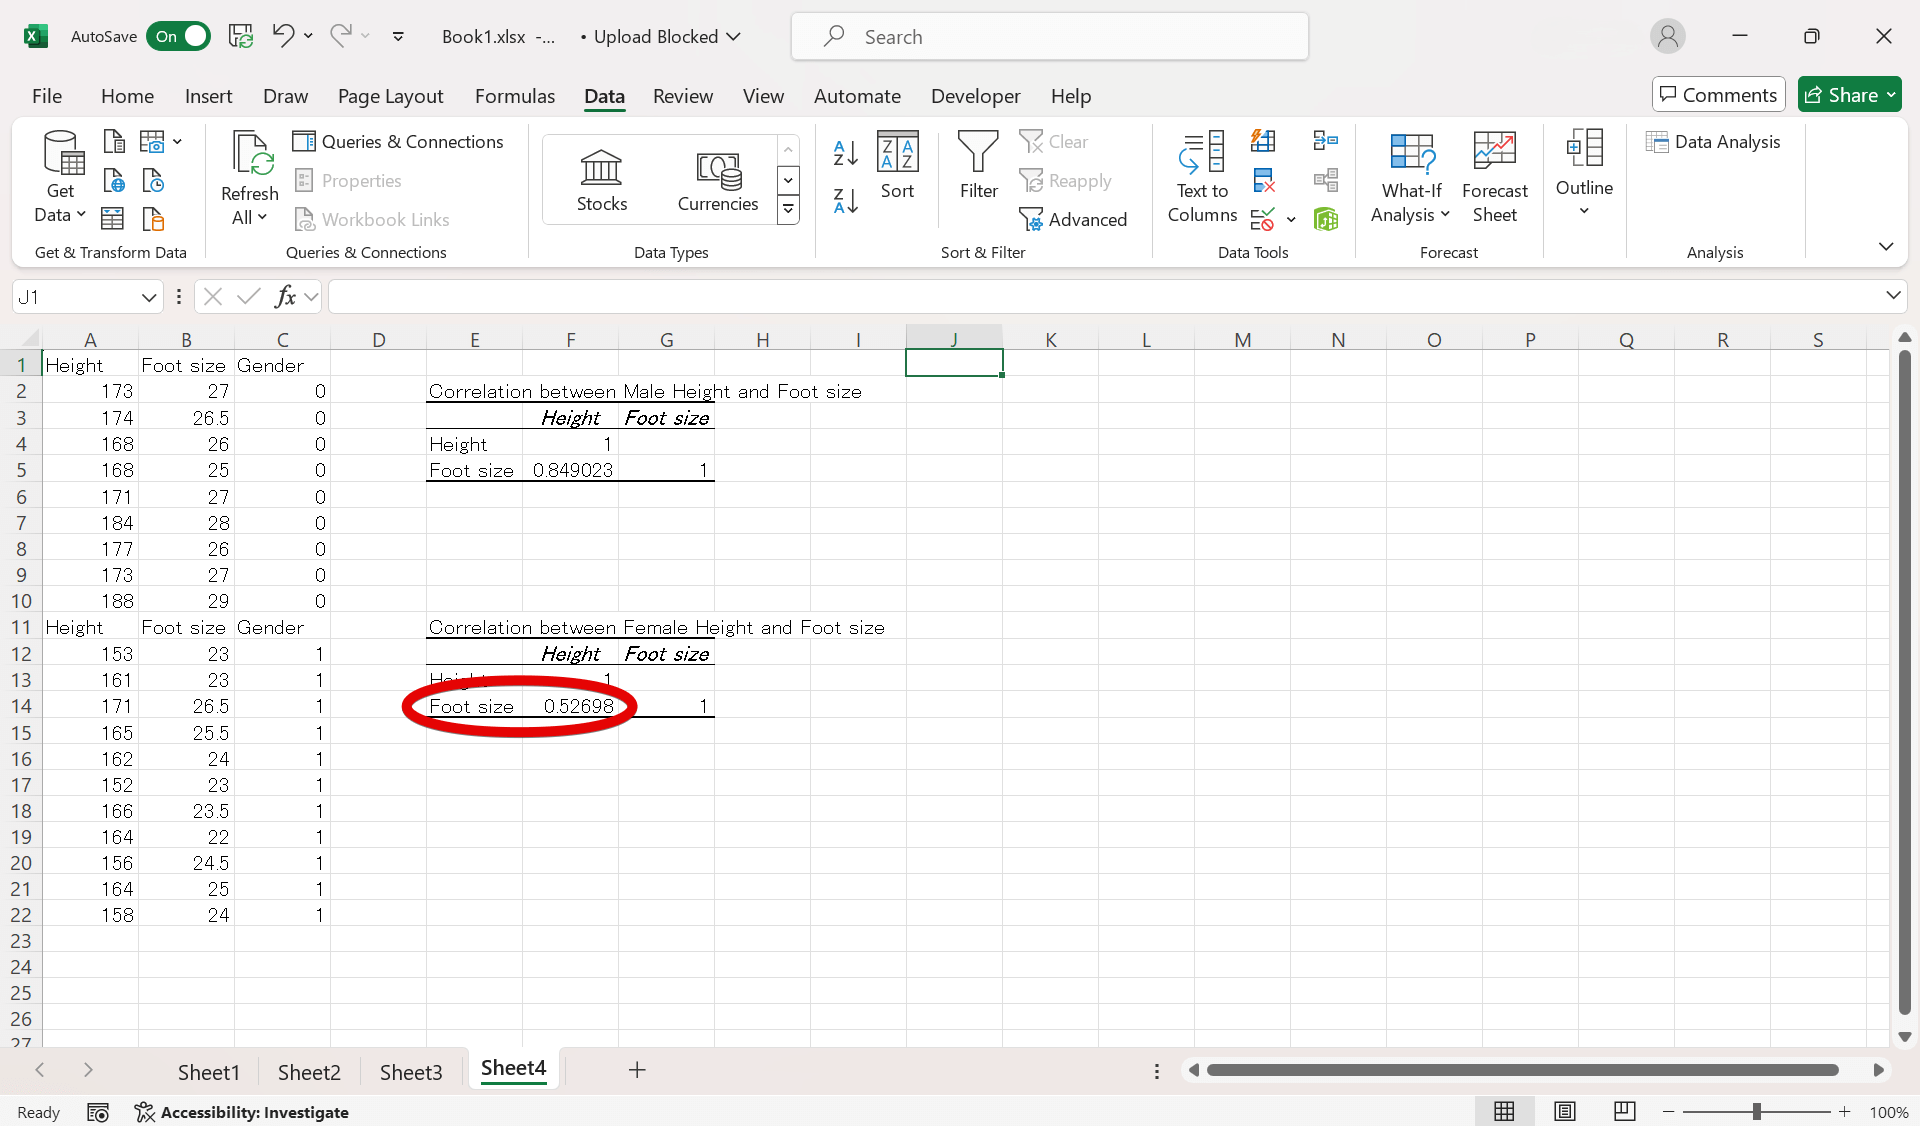 AutoSave On Book1.xlsx -... • Upload Blocked Search
File Home Insert Draw Page Layout Formulas Data Review View Automate Developer Help Comments Share
Get Data
Refresh All
Queries & Connections
Properties
Workbook Links
Stocks Currencies
Sort
Filter
Clear
Reapply
Advanced
Text to Columns
What-If Analysis
Forecast Sheet
Outline
Data Analysis
Get & Transform Data Queries & Connections Data Types Sort & Filter Data Tools Forecast Analysis
J1 fx
A B C D E F G H I J K L M N O P Q R S
1 Height Foot size Gender
2 173 27 0 Correlation between Male Height and Foot size
3 174 26.5 0 Height Foot size
4 168 26 0 Height 1
5 168 25 0 Foot size 0.849023 1
6 171 27 0
7 184 28 0
8 177 26 0
9 173 27 0
10 188 29 0
11 Height Foot size Gender Correlation between Female Height and Foot size
12 153 23 1 Height Foot size
13 161 23 1 Height 1
14 171 26.5 1 Foot size 0.52698 1
15 165 25.5 1
16 162 24 1
17 152 23 1
18 166 23.5 1
19 164 22 1
20 156 24.5 1
21 164 25 1
22 158 24 1
23
24
25
26
27
Sheet1 Sheet2 Sheet3 Sheet4
Ready Accessibility: Investigate 100%